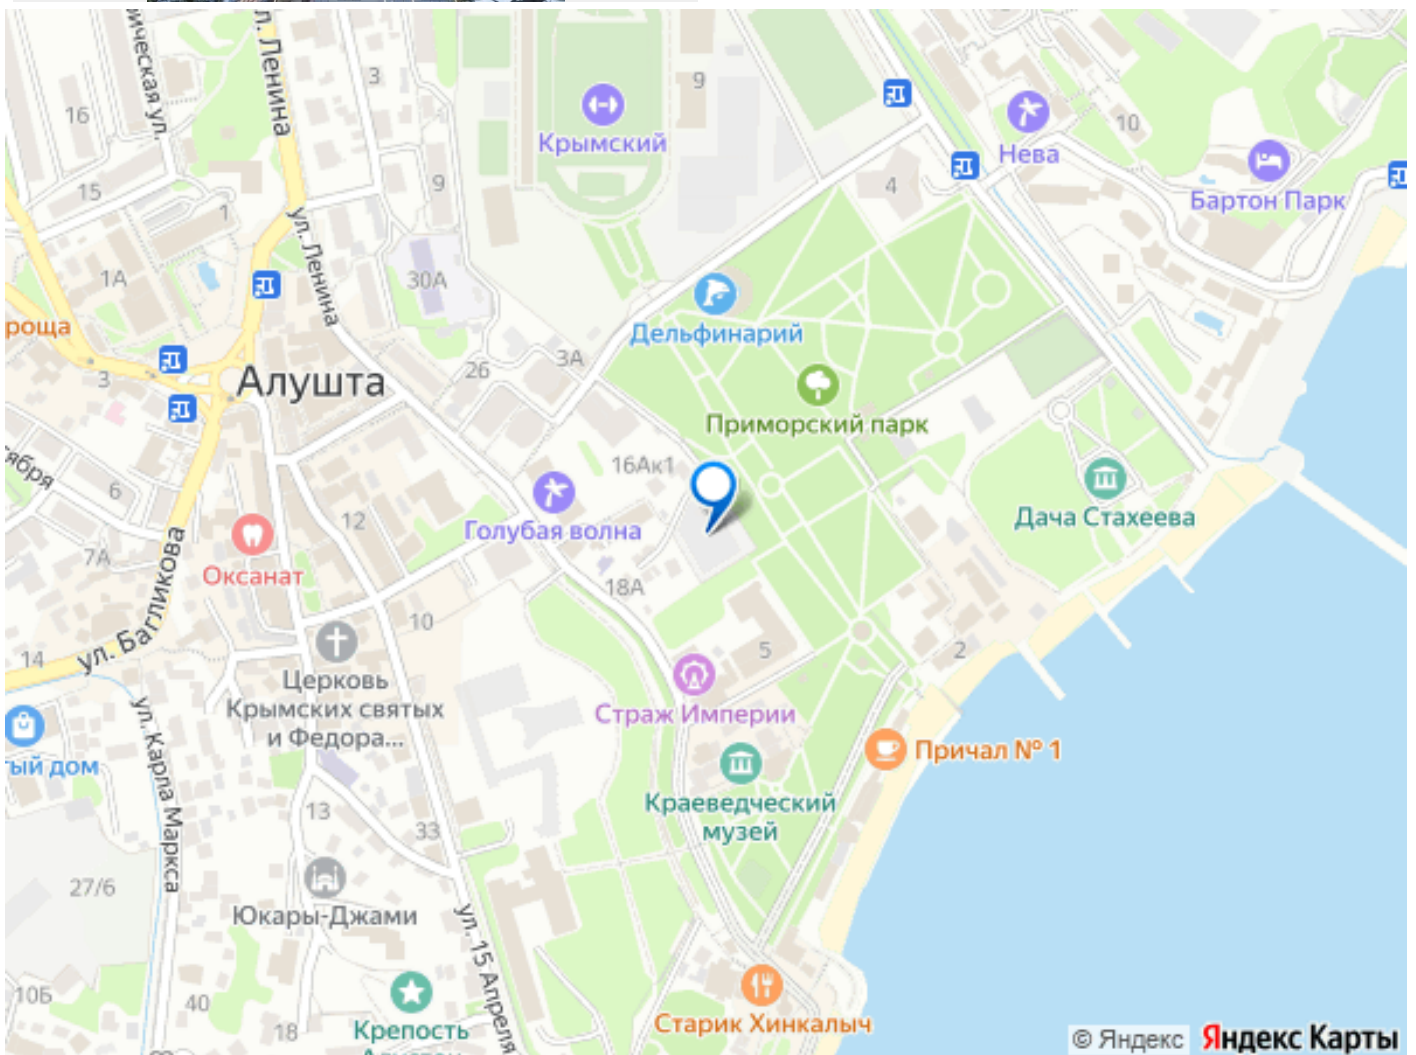 ул. Ленина
3
9
16
Крымский
10
Нева
15
9
4
Бартон Парк
1
ул. Ленина
1А
30А
роща
Дельфинарий
3А
26
3
Алушта
Приморский парк
16Ак1
6
12
Голубая волна
Дача Стахеева
7А
Оксанат
18А
ул. Багликова
10
14
5
2
Церковь
Крымских святых
и Федора...
Страж Империи
ул. Карла Маркса
Причал № 1
тый дом
Краеведческий
музей
13
33
27/6
Юкары-Джами
ул. 15 Апреля
10Б
40
18
Крепость
Старик Хинкалыч
© Яндекс
Яндекс Карты